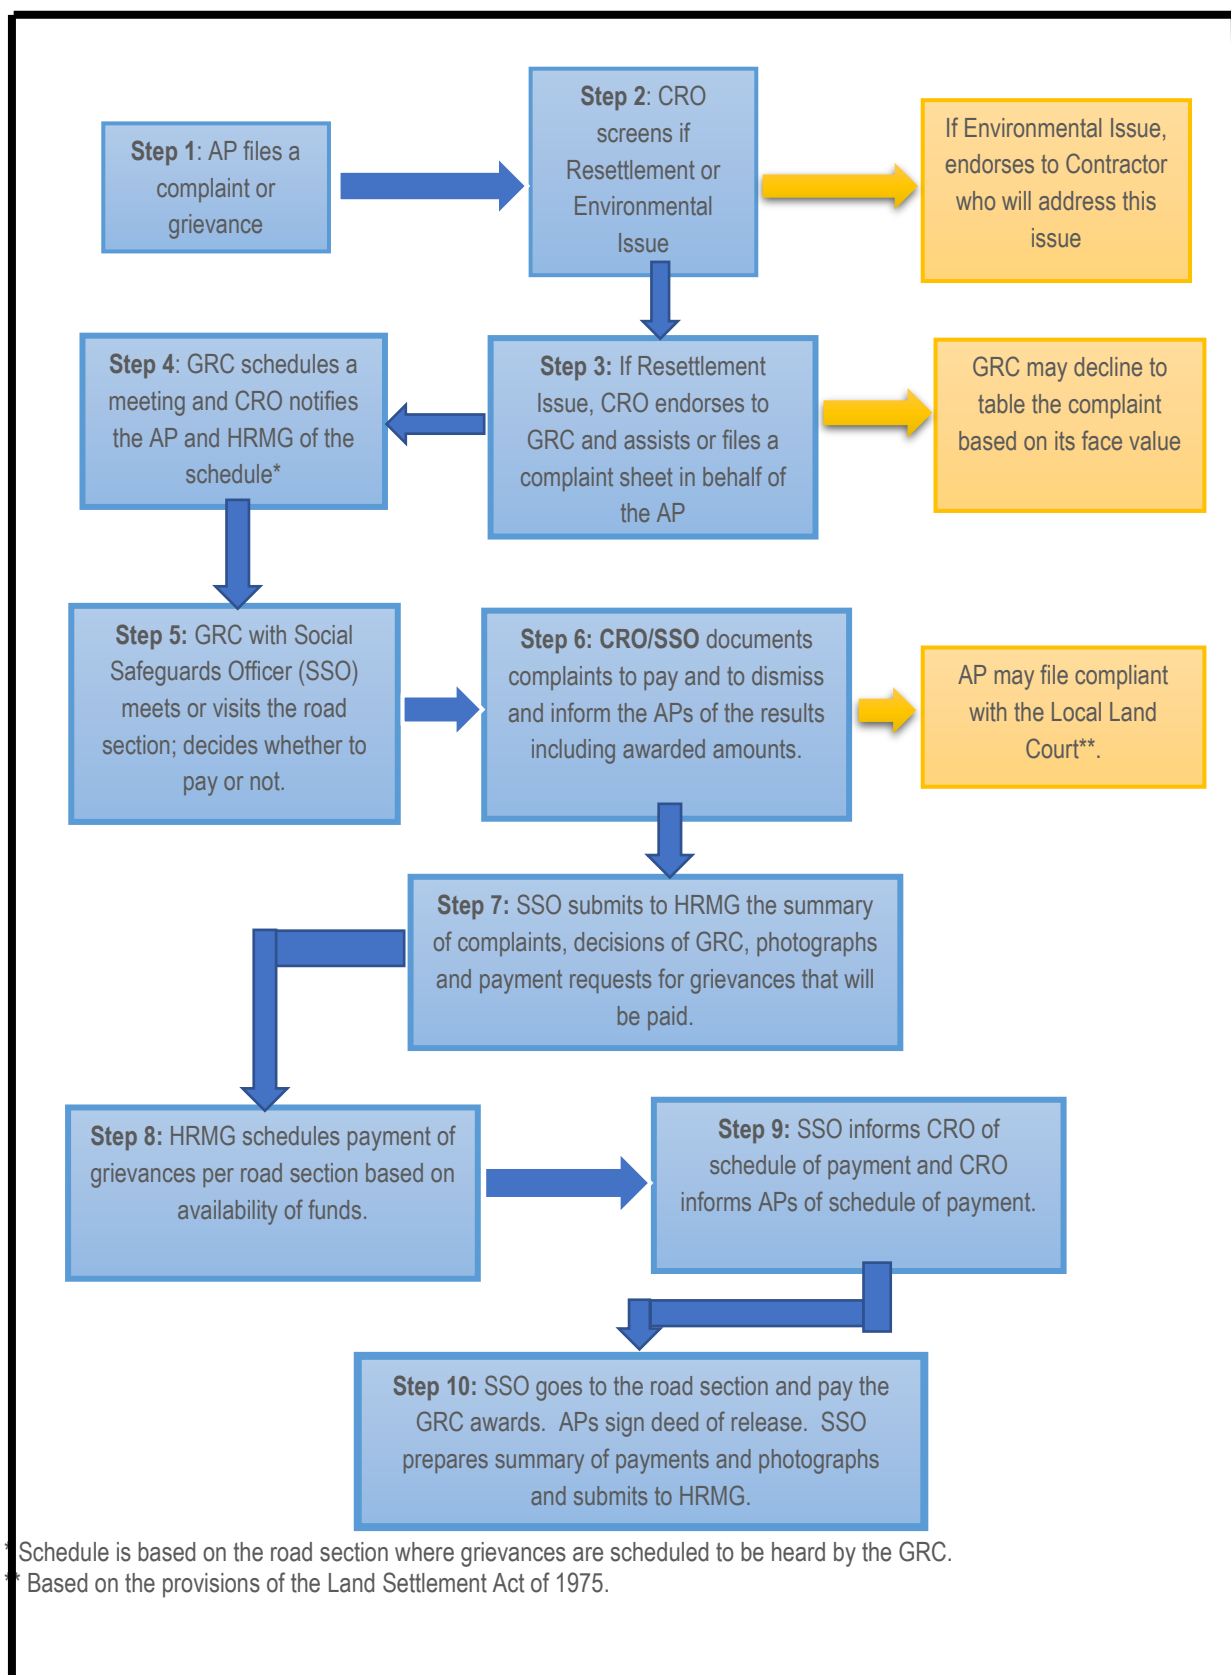 Step 1: AP files a
complaint or
grievance
Step 2: CRO
screens if
Resettlement or
Environmental
Issue
If Environmental Issue,
endorses to Contractor
who will address this
issue
Step 3: If Resettlement
Issue, CRO endorses to
GRC and assists or files a
complaint sheet in behalf of
the AP
GRC may decline to
table the complaint
based on its face value
Step 4: GRC schedules a
meeting and CRO notifies
the AP and HRMG of the
schedule*
Step 5: GRC with Social
Safeguards Officer (SSO)
meets or visits the road
section; decides whether to
pay or not.
Step 6: CRO/SSO documents
complaints to pay and to dismiss
and inform the APs of the results
including awarded amounts.
AP may file compliant
with the Local Land
Court**.
Step 7: SSO submits to HRMG the summary
of complaints, decisions of GRC, photographs
and payment requests for grievances that will
be paid.
Step 8: HRMG schedules payment of
grievances per road section based on
availability of funds.
Step 9: SSO informs CRO of
schedule of payment and CRO
informs APs of schedule of payment.
Step 10: SSO goes to the road section and pay the
GRC awards. APs sign deed of release. SSO
prepares summary of payments and photographs
and submits to HRMG.
* Schedule is based on the road section where grievances are scheduled to be heard by the GRC.
** Based on the provisions of the Land Settlement Act of 1975.